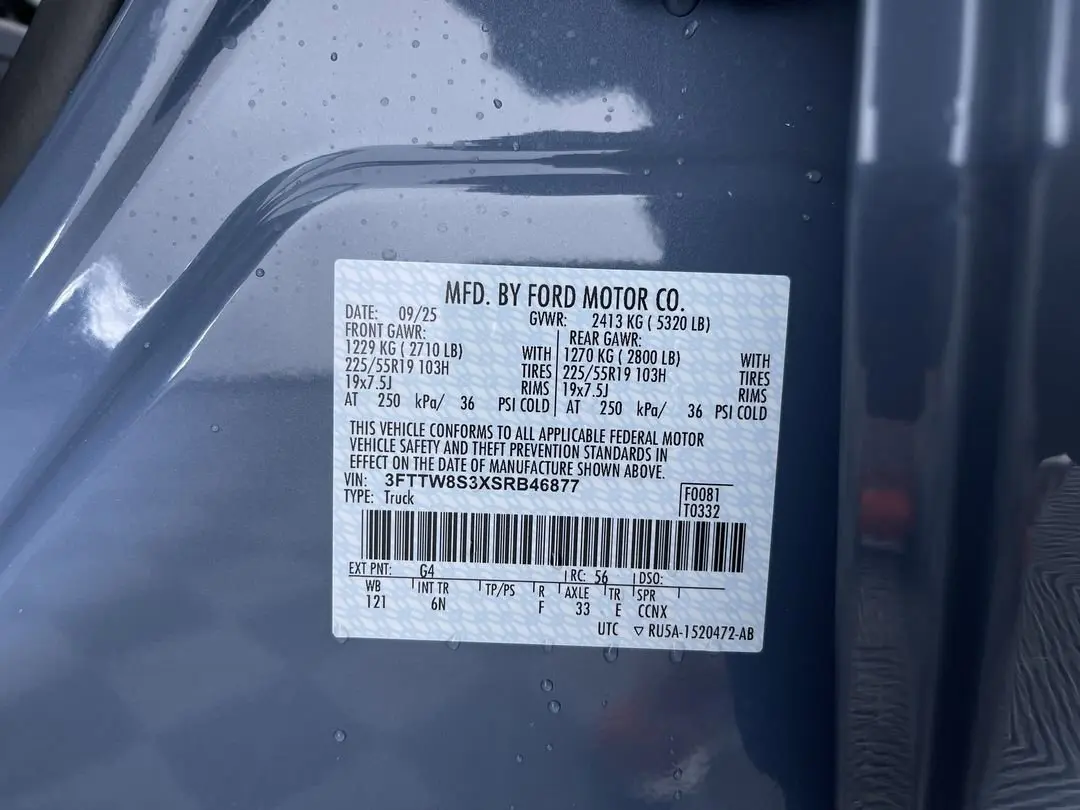 MFD. BY FORD MOTOR CO.
DATE: 09/25 GVWR: 2413 KG ( 5320 LB)
FRONT GAWR: REAR GAWR:
1229 KG ( 2710 LB) WITH 1270 KG ( 2800 LB) WITH
225/55R19 103H TIRES 225/55R19 103H TIRES
19x7.5J RIMS 19x7.5J RIMS
AT 250 kPa/ 36 PSI COLD AT 250 kPa/ 36 PSI COLD
THIS VEHICLE CONFORMS TO ALL APPLICABLE FEDERAL MOTOR
VEHICLE SAFETY AND THEFT PREVENTION STANDARDS IN
EFFECT ON THE DATE OF MANUFACTURE SHOWN ABOVE.
VIN: 3FTTW8S3XSRB46877 F0081
TYPE: Truck T0332
EXT PNT: G4 RC: 56 DSO:
WB INT TR TP/PS R AXLE TR SPR
121 6N F 33 E CCNX
UTC ▽ RU5A-1520472-AB